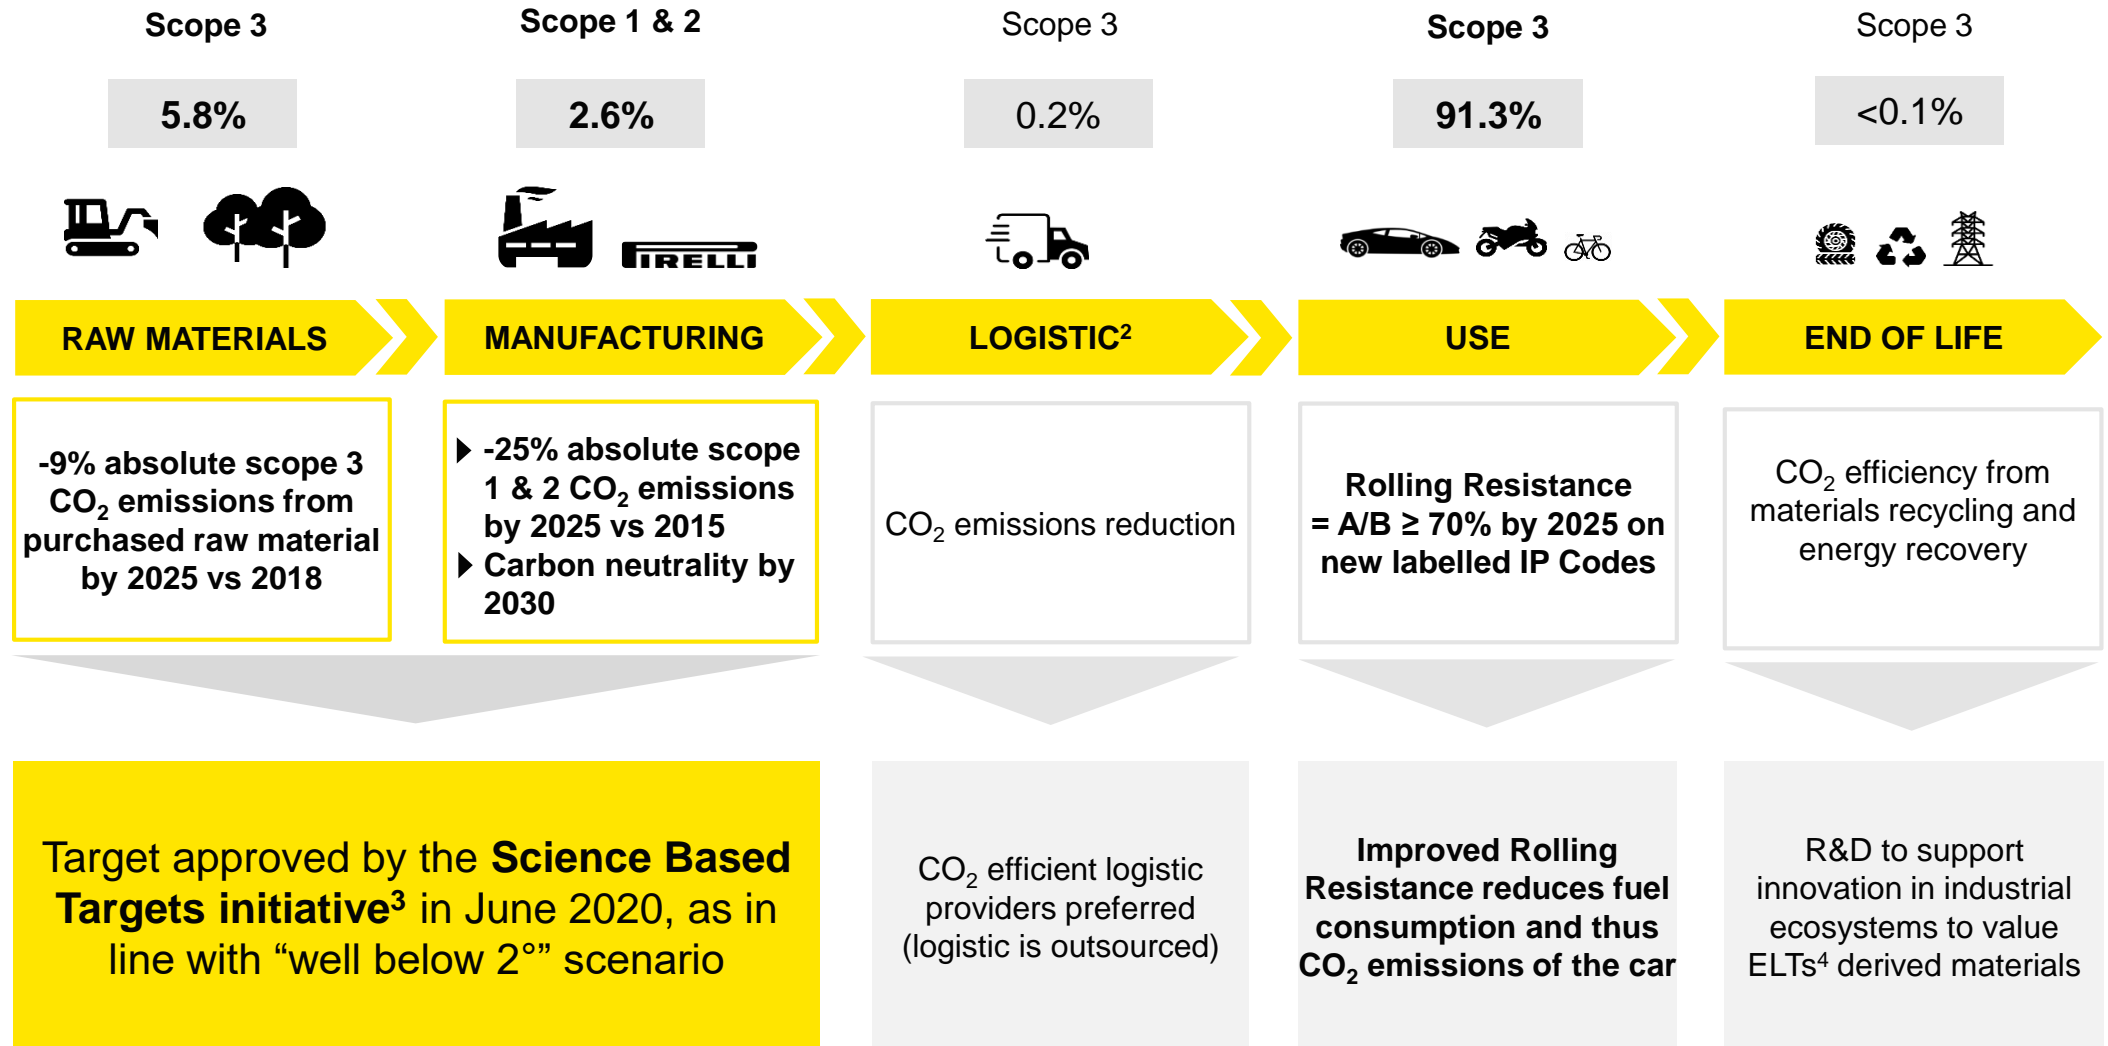 Scope 3
Scope 1 & 2
Scope 3
Scope 3
Scope 3
5.8%
2.6%
0.2%
91.3%
<0.1%
PIRELLI
RAW MATERIALS
MANUFACTURING
LOGISTIC²
USE
END OF LIFE
-9% absolute scope 3
CO₂ emissions from
purchased raw material
by 2025 vs 2018
-25% absolute scope
1 & 2 CO₂ emissions
by 2025 vs 2015
Carbon neutrality by
2030
CO₂ emissions reduction
Rolling Resistance
= A/B ≥ 70% by 2025 on
new labelled IP Codes
CO₂ efficiency from
materials recycling and
energy recovery
Target approved by the Science Based
Targets initiative³ in June 2020, as in
line with “well below 2°” scenario
CO₂ efficient logistic
providers preferred
(logistic is outsourced)
Improved Rolling
Resistance reduces fuel
consumption and thus
CO₂ emissions of the car
R&D to support
innovation in industrial
ecosystems to value
ELTs⁴ derived materials